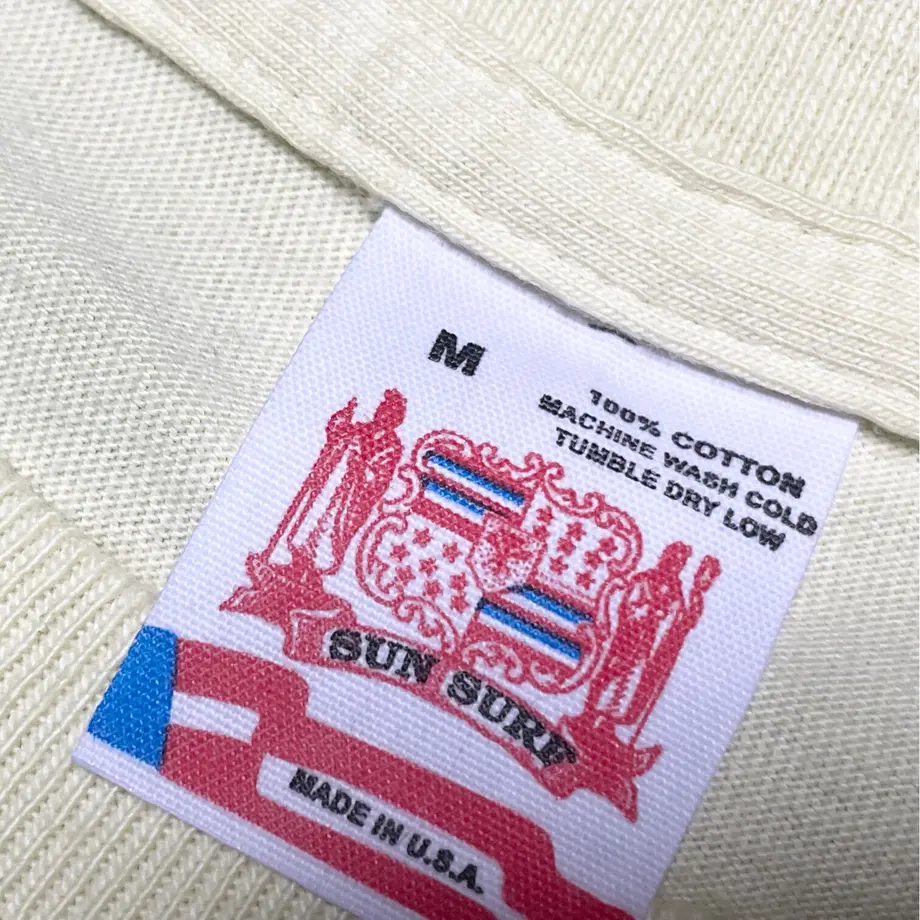 M
100% COTTON
MACHINE WASH COLD
TUMBLE DRY LOW
SUN SURF
MADE IN U.S.A.